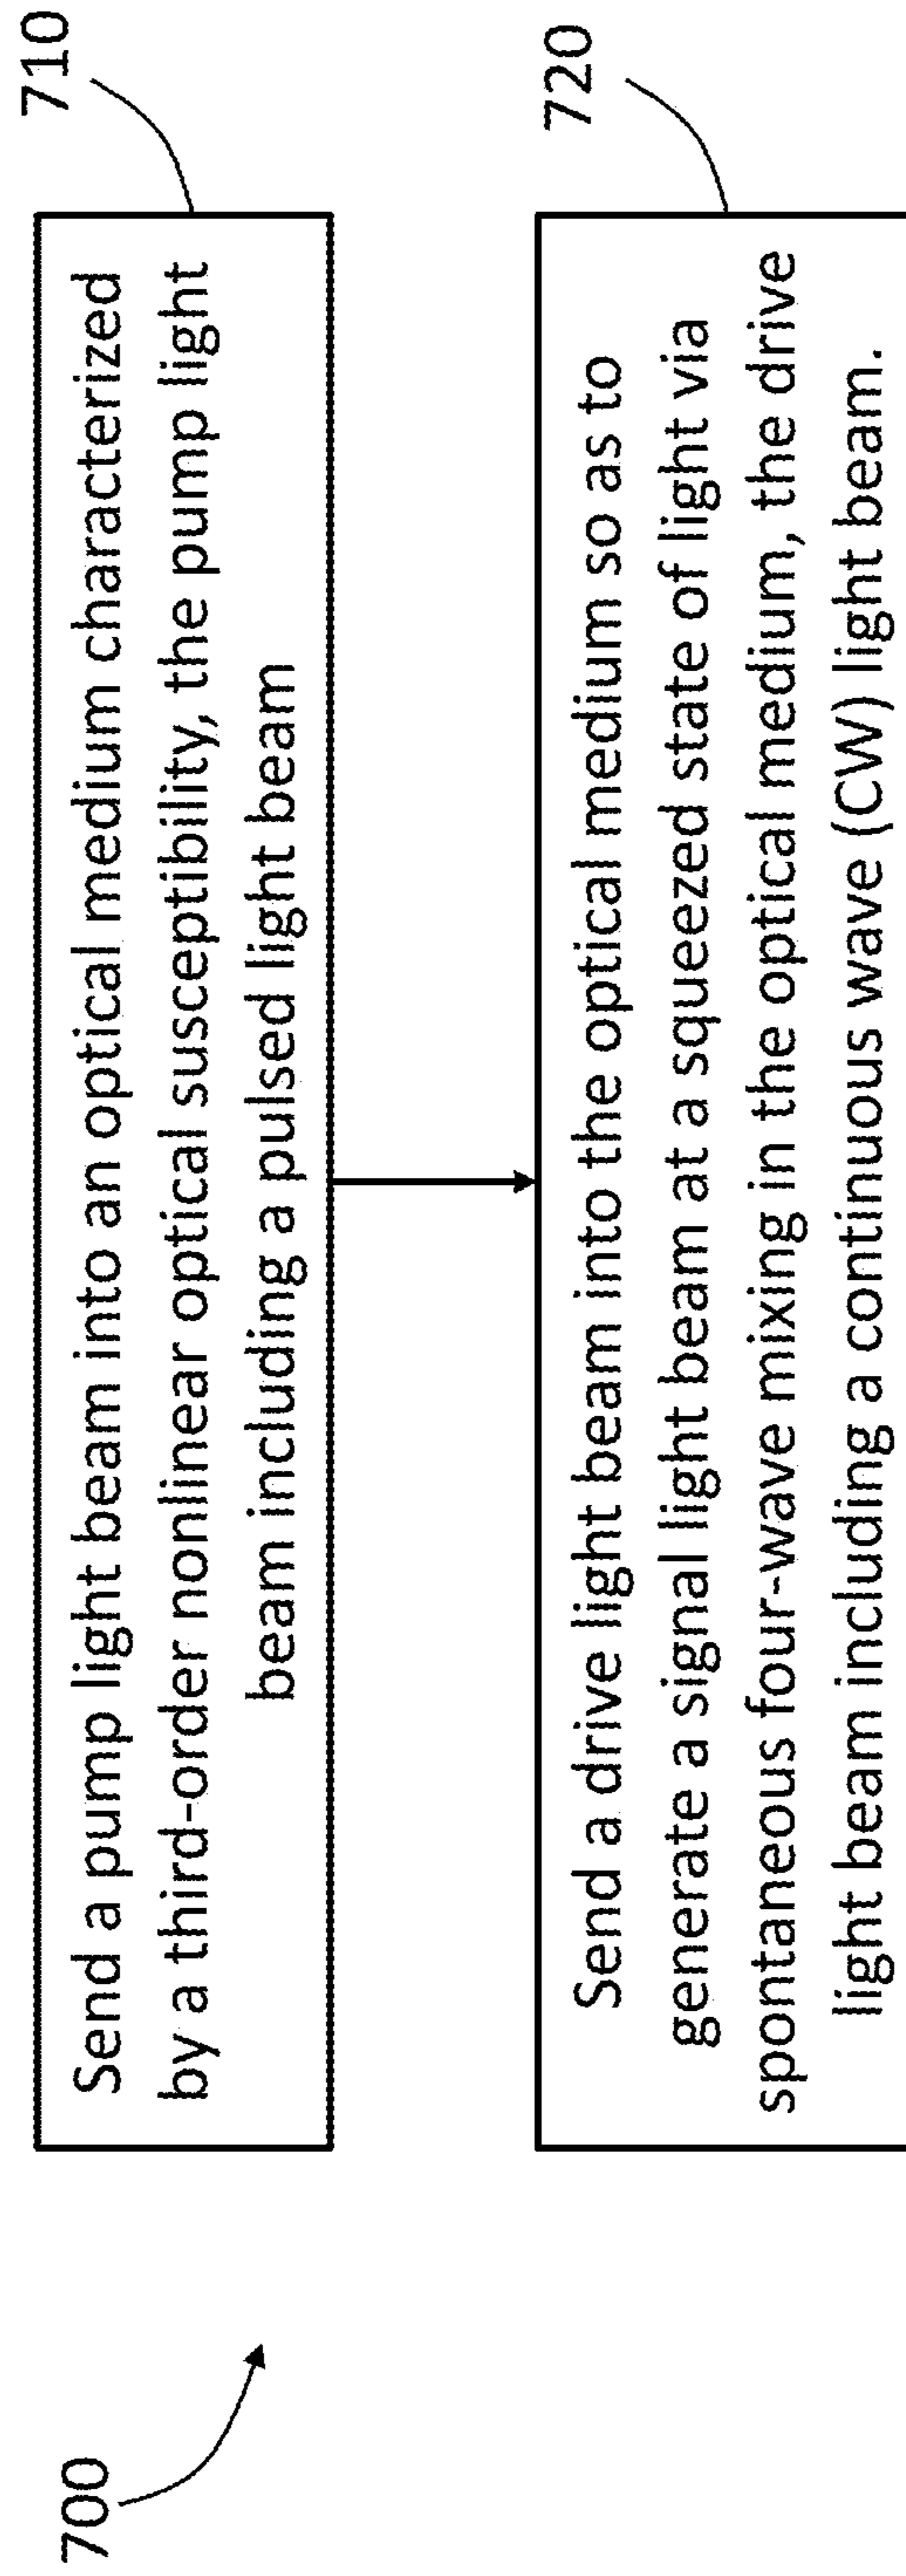 700
710
Send a pump light beam into an optical medium characterized
by a third-order nonlinear optical susceptibility, the pump light
beam including a pulsed light beam
720
Send a drive light beam into the optical medium so as to
generate a signal light beam at a squeezed state of light via
spontaneous four-wave mixing in the optical medium, the drive
light beam including a continuous wave (CW) light beam.